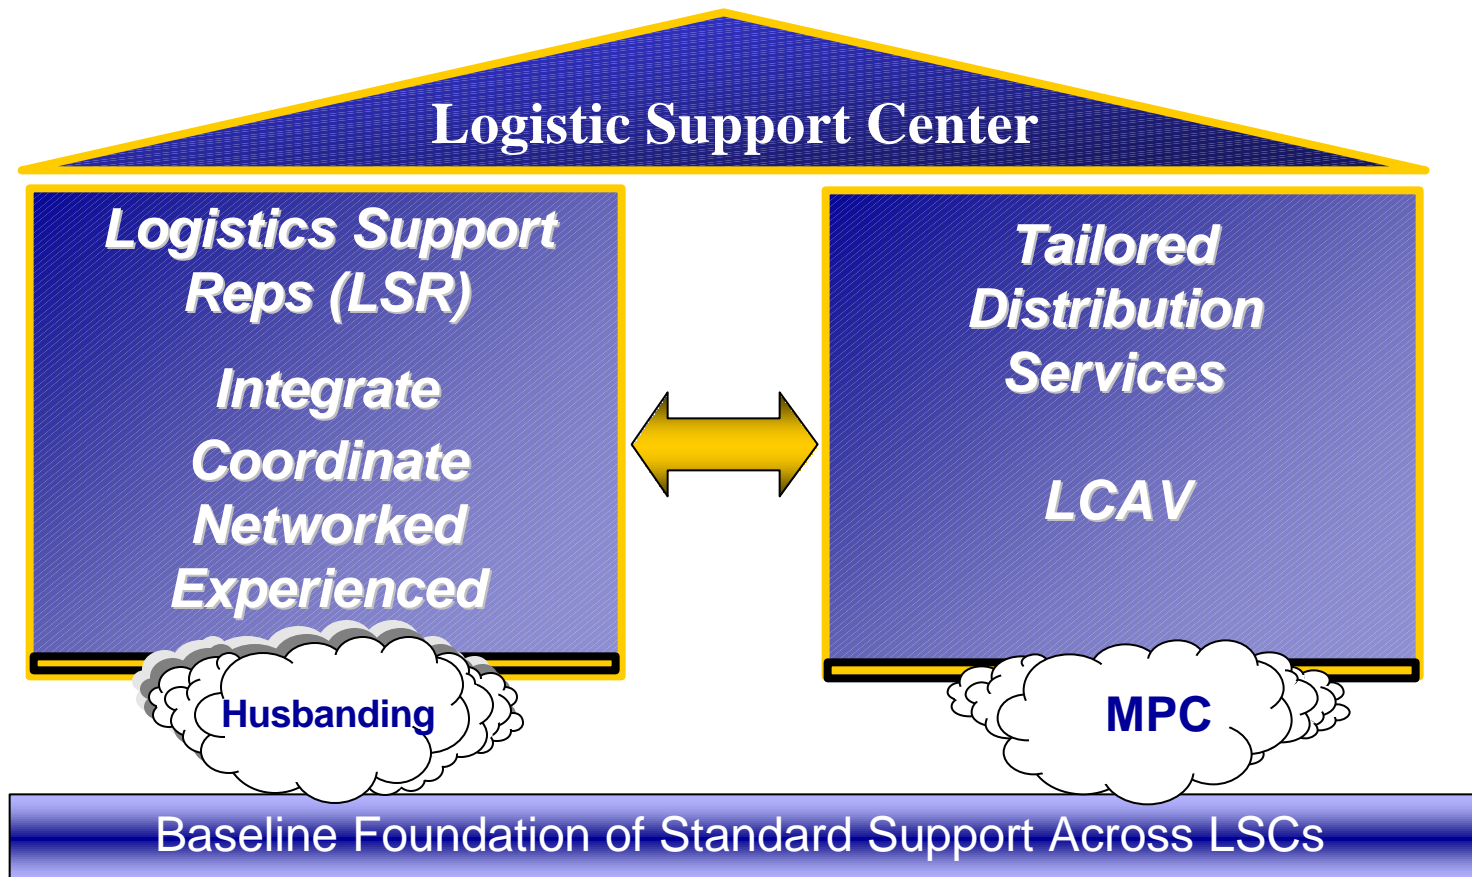 Logistic Support Center
Logistics Support
Reps (LSR)
Integrate
Coordinate
Networked
Experienced
Husbanding
Tailored
Distribution
Services
LCAV
MPC
Baseline Foundation of Standard Support Across LSCs